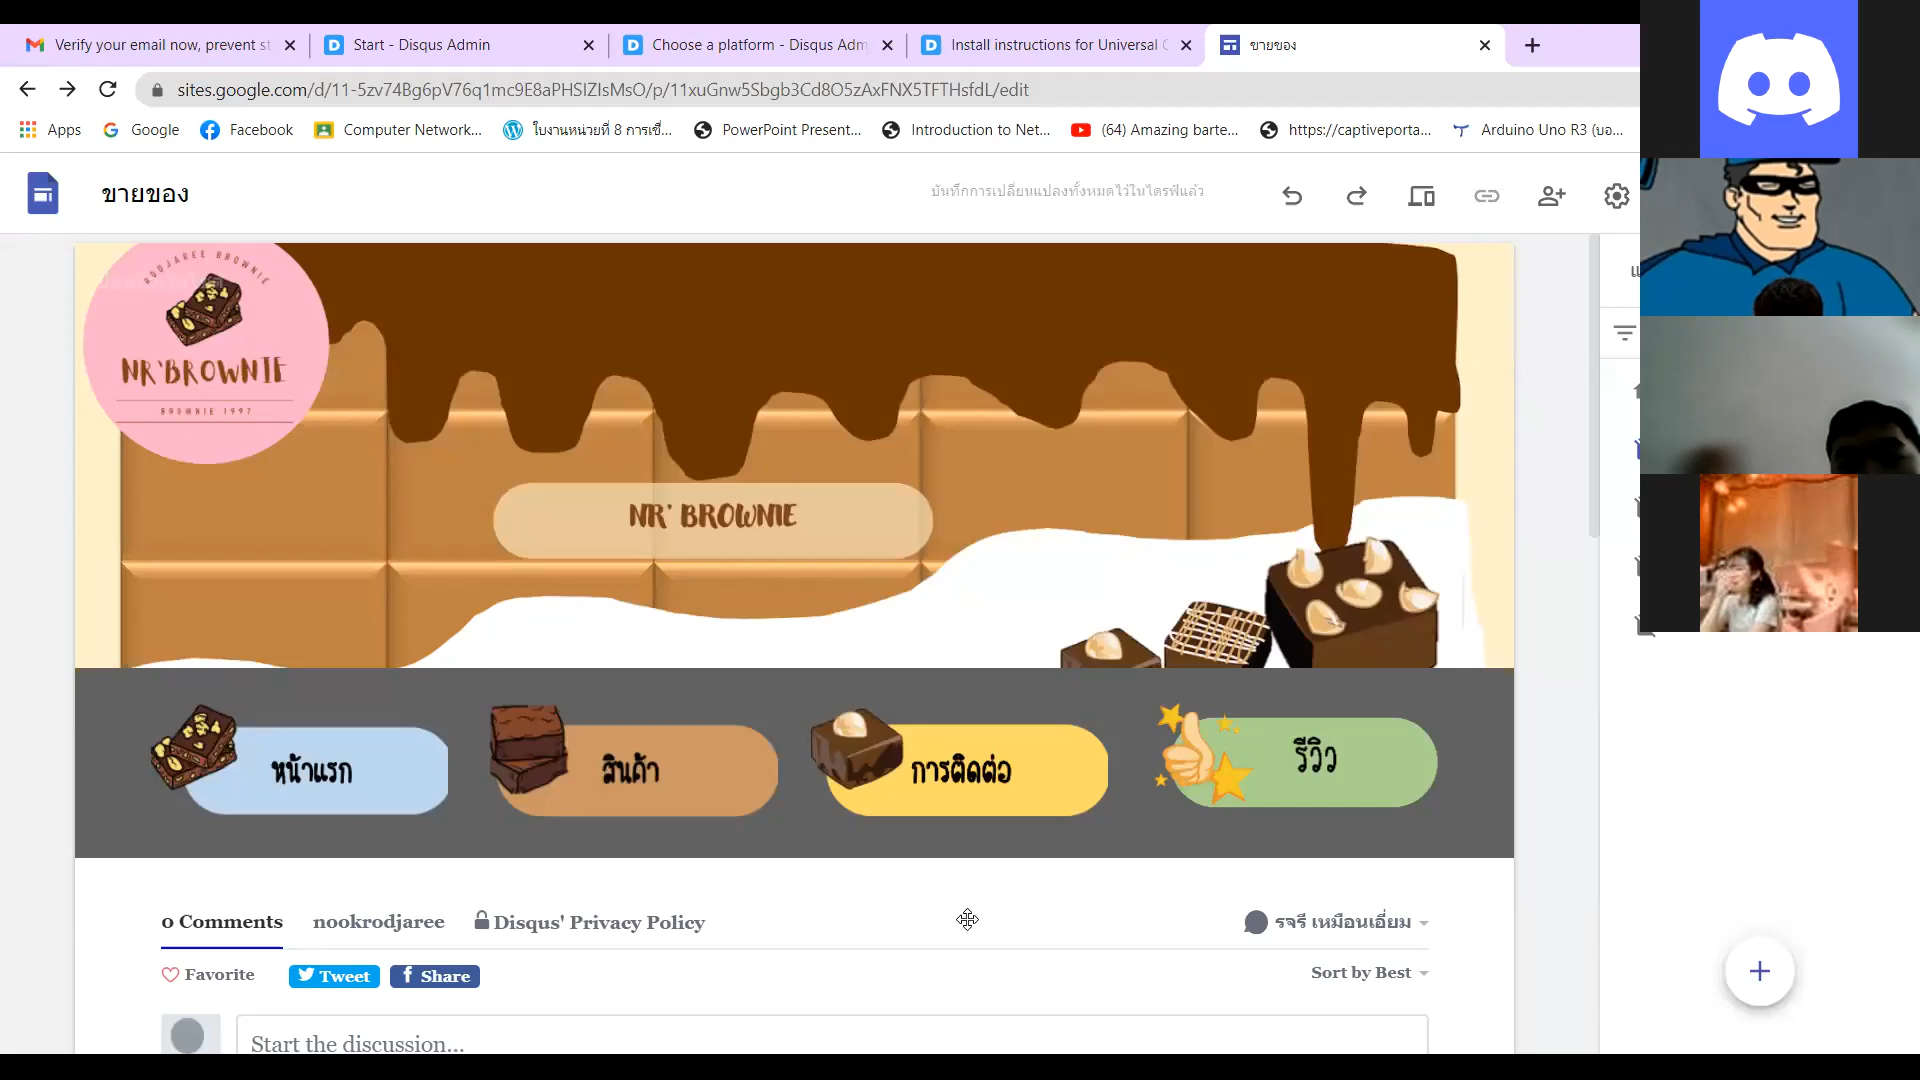 Verify your email now, prevent st
Start - Disqus Admin
Choose a platform - Disqus Adm
Install instructions for Universal C
ขายของ
sites.google.com/d/11-5zv74Bg6pV76q1mc9E8aPHSIZIsMsO/p/11xuGnw5Sbgb3Cd8O5zAxFNX5TFTHsfdL/edit
Apps
Google
Facebook
Computer Network...
ใบงานหน่วยที่ 8 การเชื่...
PowerPoint Present...
Introduction to Net...
(64) Amazing barte...
https://captiveporta...
Arduino Uno R3 (บอ...
ขายของ
บันทึกการเปลี่ยนแปลงทั้งหมดไว้ในไดรฟ์แล้ว
RODJAREE BROWNIE
NR'BROWNIE
BROWNIE 1997
NR' BROWNIE
หน้าแรก
สินค้า
การติดต่อ
รีวิว
0 Comments
nookrodjaree
Disqus' Privacy Policy
รจรี เหมือนเอี่ยม
Favorite
Tweet
Share
Sort by Best
Start the discussion...